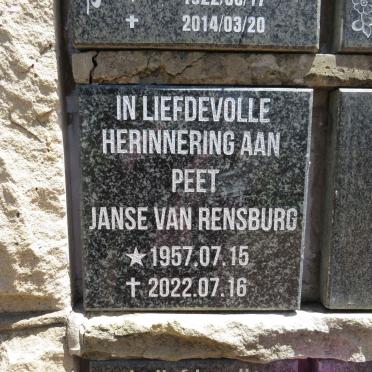 ✝ 2014/03/20
IN LIEFDEVOLLE
HERINNERING AAN
PEET
JANSE VAN RENSBURG
★ 1957.07.15
✝ 2022.07.16